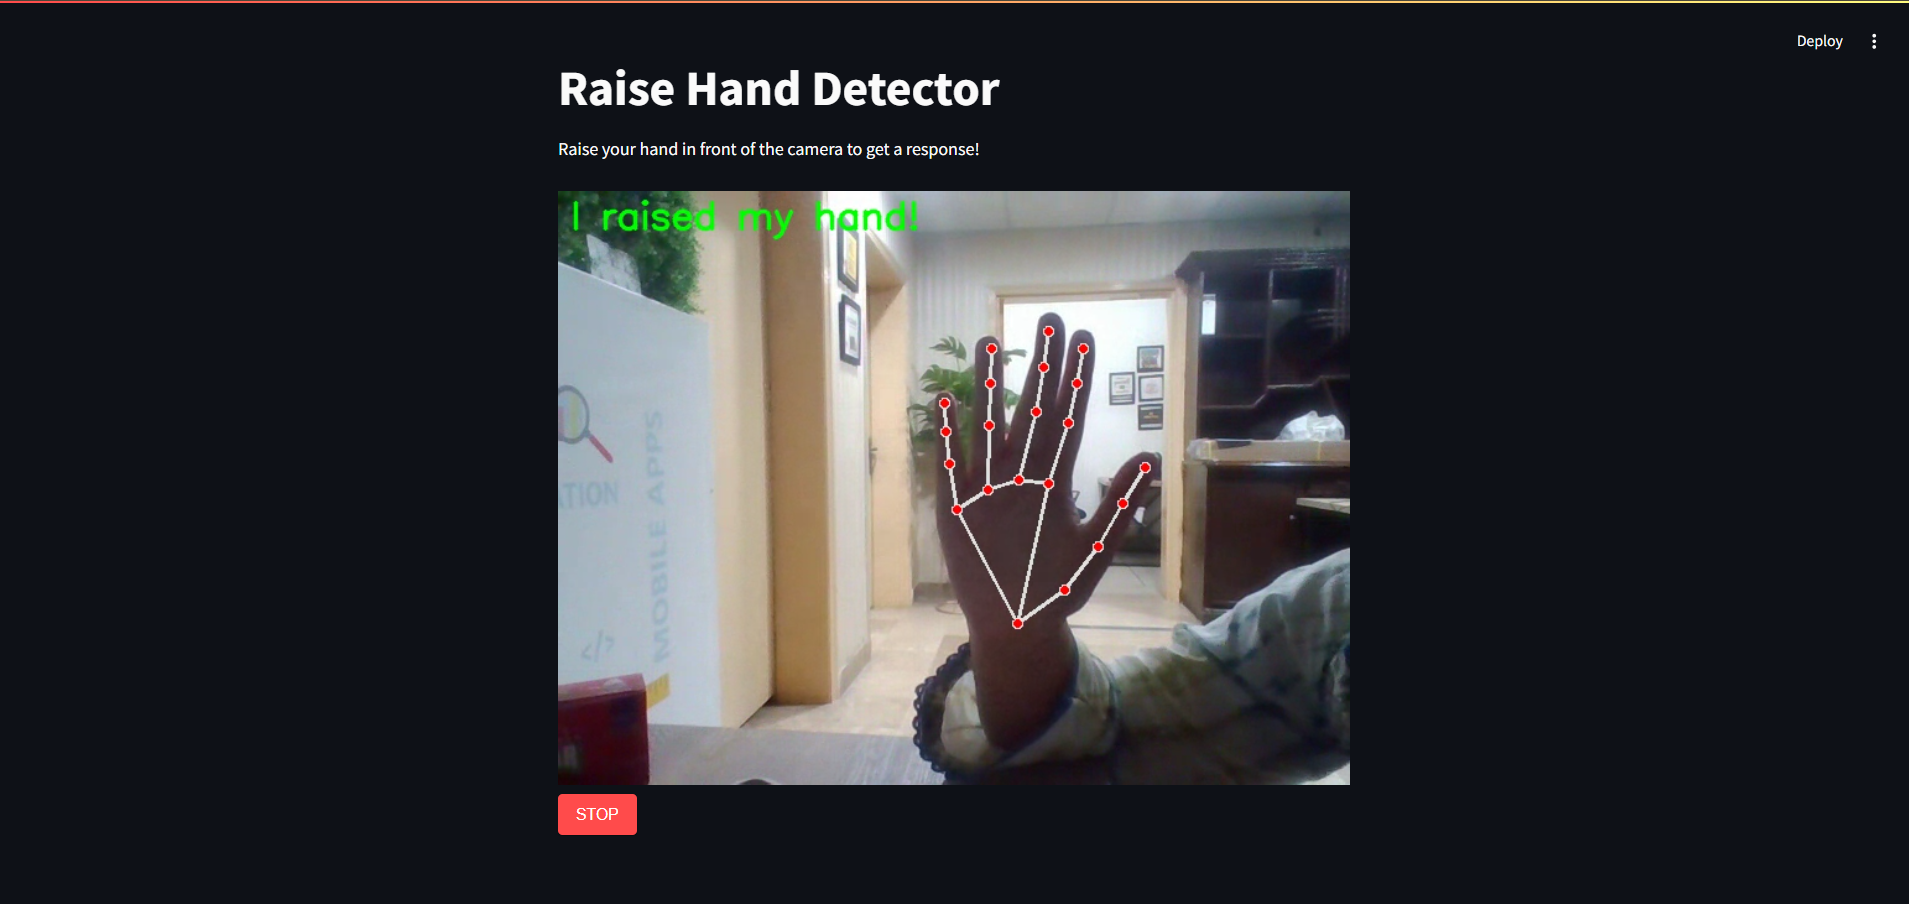 Deploy
Raise Hand Detector
Raise your hand in front of the camera to get a response!
I raised my hand!
ATION
MOBILE APPS
</?
STOP